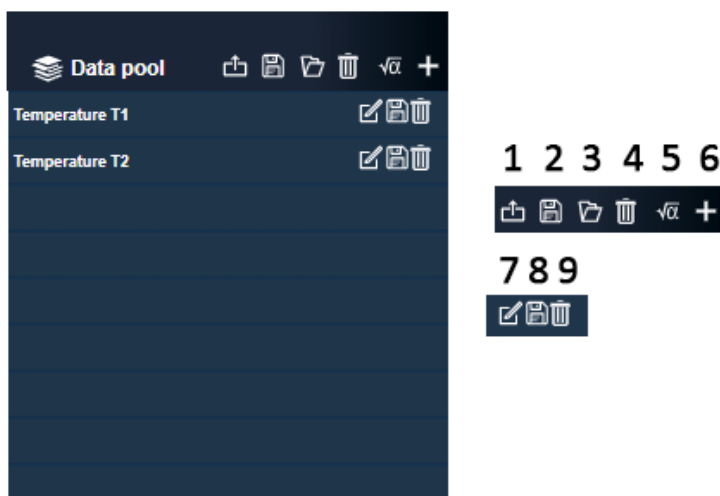 Data pool
√α
Temperature T1
Temperature T2
1 2 3 4 5 6
√α
7 8 9